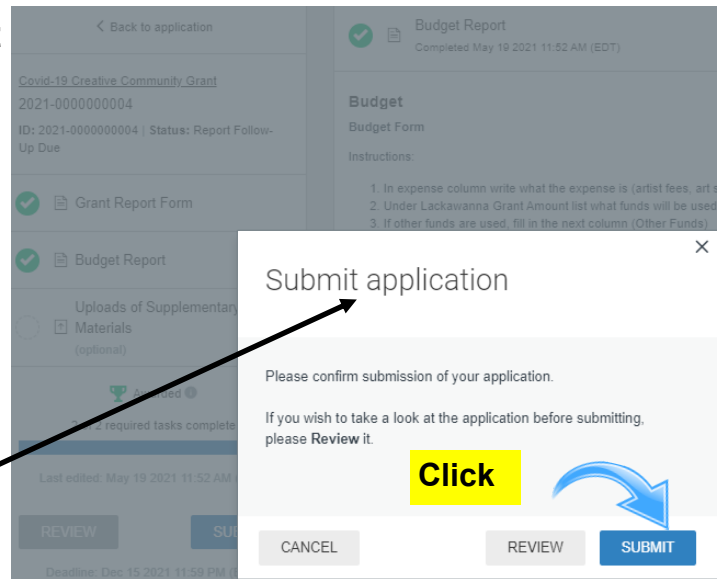 Back to application
Covid-19 Creative Community Grant
2021-0000000004
ID: 2021-0000000004 | Status: Report Follow-
Up Due
Grant Report Form
Budget Report
Uploads of Supplementary
Materials
(optional)
Awarded
2 required tasks complete
Last edited: May 19 2021 11:52 AM
REVIEW
Deadline: Dec 15 2021 11:59 PM
Budget Report
Completed May 19 2021 11:52 AM (EDT)
Budget
Budget Form
Instructions:
1. In expense column write what the expense is (artist fees, art
2. Under Lackawanna Grant Amount list what funds will be used
3. If other funds are used, fill in the next column (Other Funds)
Submit application
Please confirm submission of your application.
If you wish to take a look at the application before submitting,
please Review it.
Click
CANCEL
REVIEW
SUBMIT